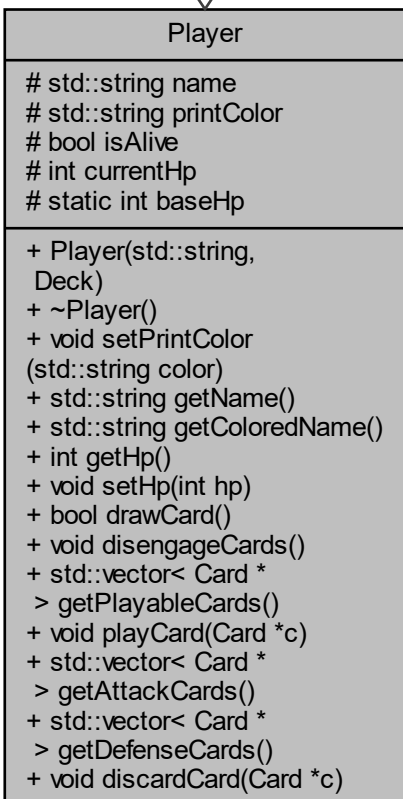 Player
# std::string name
# std::string printColor
# bool isAlive
# int currentHp
# static int baseHp
+ Player(std::string,
Deck)
+ ~Player()
+ void setPrintColor
(std::string color)
+ std::string getName()
+ std::string getColoredName()
+ int getHp()
+ void setHp(int hp)
+ bool drawCard()
+ void disengageCards()
+ std::vector< Card *
> getPlayableCards()
+ void playCard(Card *c)
+ std::vector< Card *
> getAttackCards()
+ std::vector< Card *
> getDefenseCards()
+ void discardCard(Card *c)